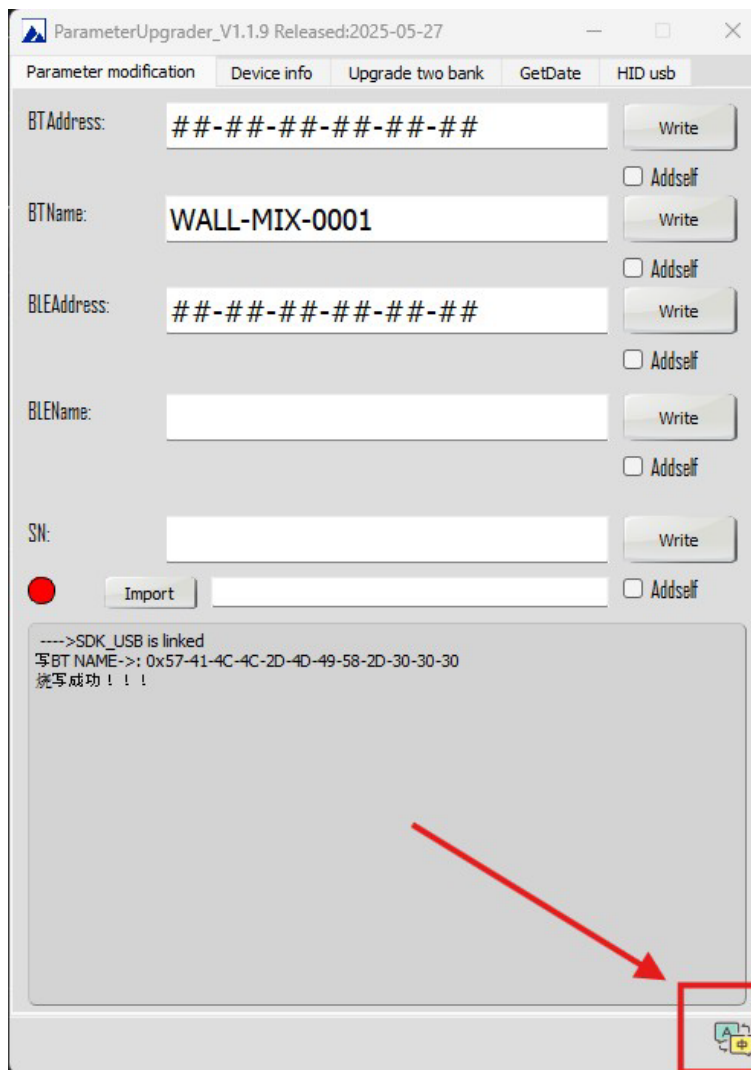 ParameterUpgrader_V1.1.9 Released:2025-05-27
Parameter modification Device info Upgrade two bank GetDate HID usb
BTAddress: ##-##-##-##-##-## Write
Addself
BTName: WALL-MIX-0001 Write
Addself
BLEAddress: ##-##-##-##-##-## Write
Addself
BLEName: Write
Addself
SN: Write
Import Addself
---->SDK_USB is linked
写BT NAME->: 0x57-41-4C-4C-2D-4D-49-58-2D-30-30-30
烧写成功！！！
A 中